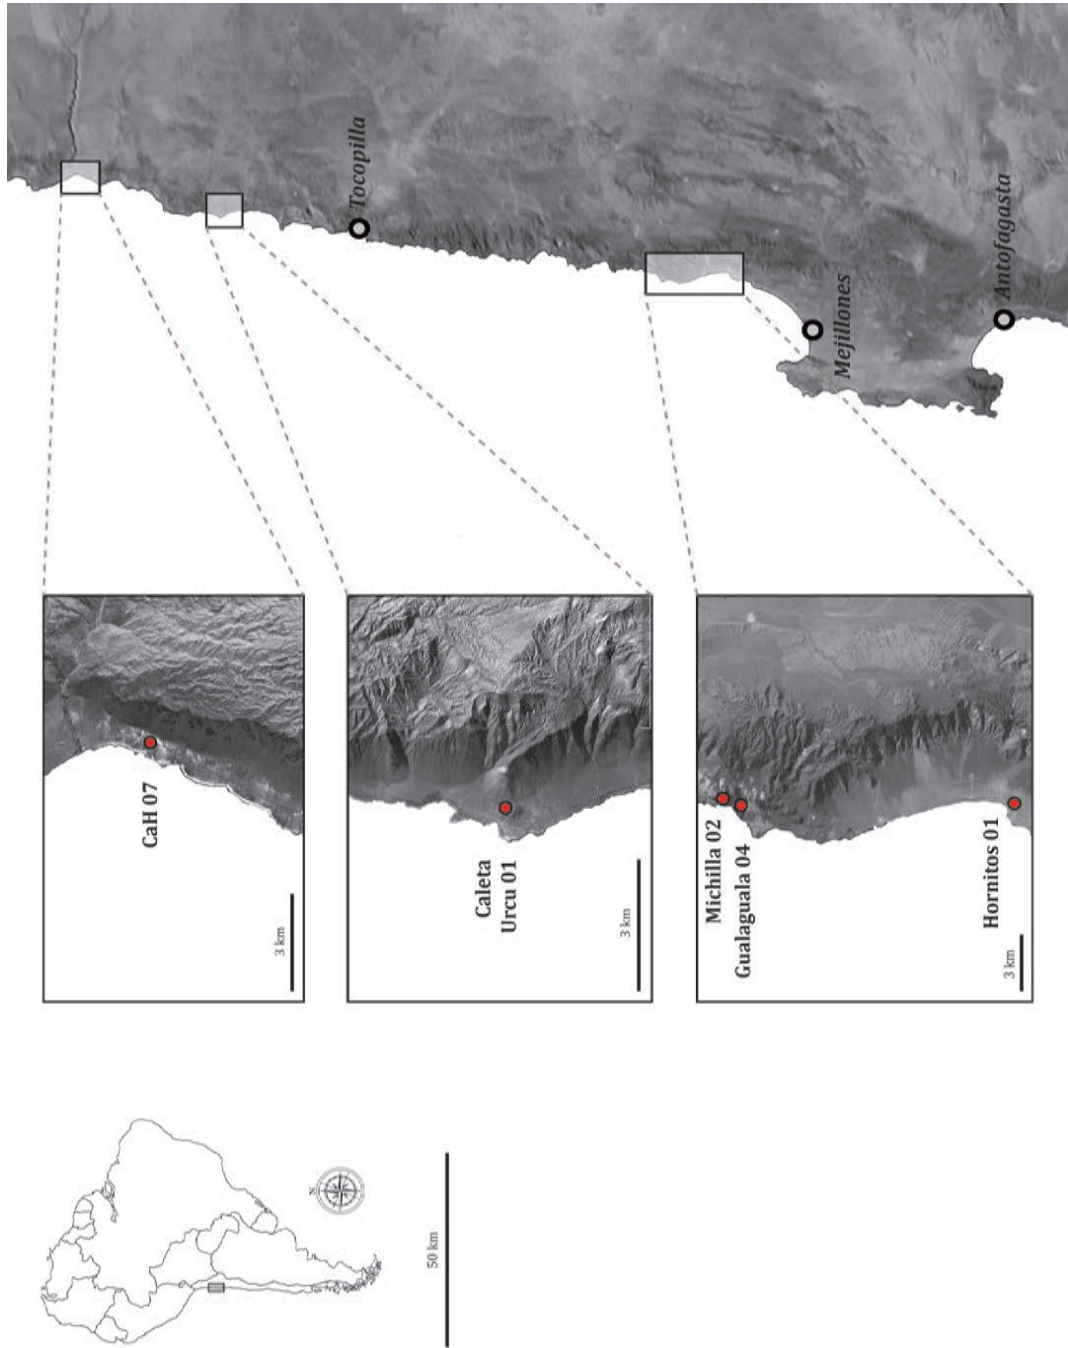 Tocopilla
Mejillones
Antofagasta
CaH 07
3 km
Caleta
Urcu 01
3 km
Michilla 02
Gualaguala 04
Hornitos 01
3 km
N
50 km